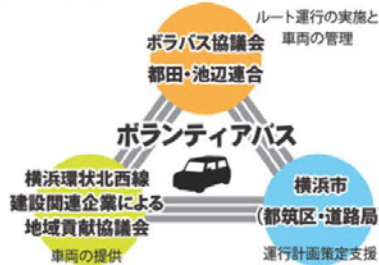 ボラバス協議会
都田・池辺連合
ルート運行の実施と
車両の管理
ボランティアバス
横浜環状北西線
建設関連企業による
地域貢献協議会
車両の提供
横浜市
(都筑区・道路局)
運行計画策定支援